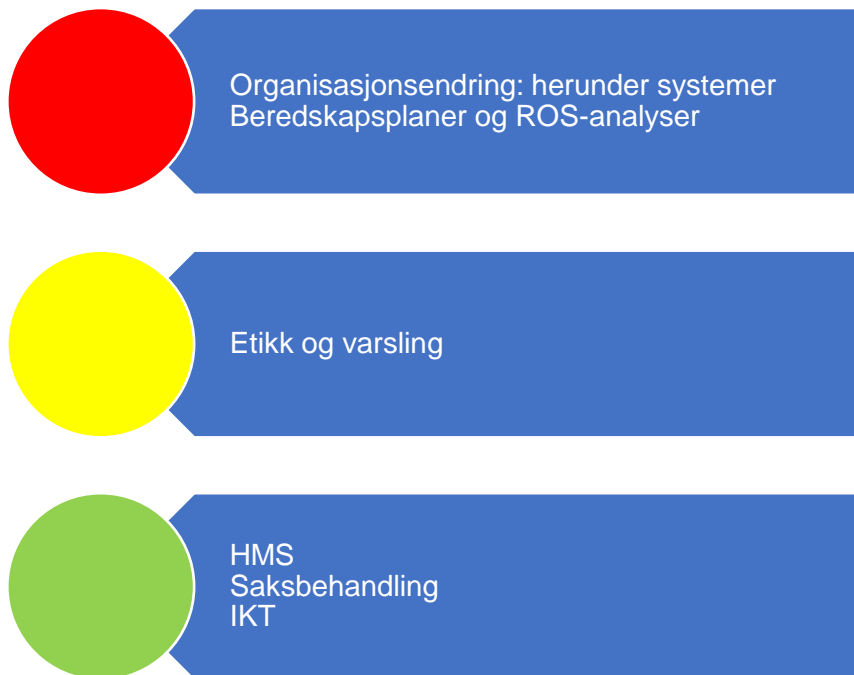 Organisasjonsendring: herunder systemer
Beredskapsplaner og ROS-analyser
Etikk og varsling
HMS
Saksbehandling
IKT